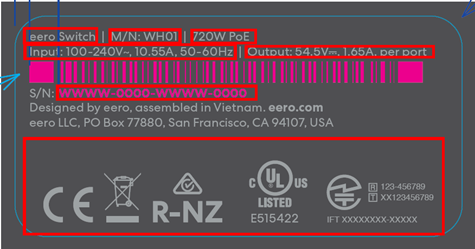 eero Switch | M/N: WH01 | 720W PoE
Input: 100-240V~, 10.55A, 50-60Hz | Output: 54.5V⎓, 1.65A, per port
S/N: WWWW-0000-WWWW-0000
Designed by eero, assembled in Vietnam. eero.com
eero LLC, PO Box 77880, San Francisco, CA 94107, USA
CE
R-NZ
C UL US
LISTED
E515422
R 123-456789
T XX123456789
IFT XXXXXXXX-XXXXX